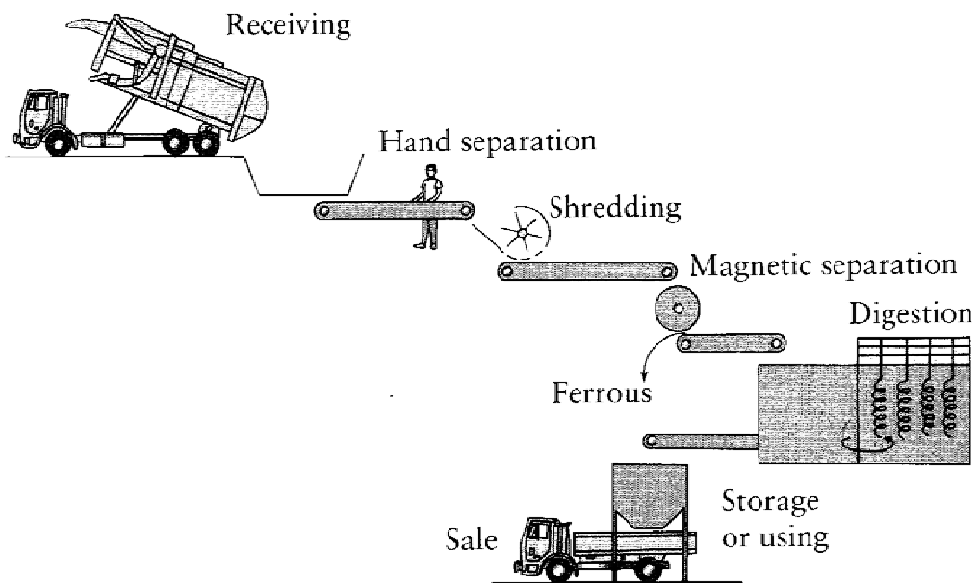 Receiving
Hand separation
Shredding
Magnetic separation
Digestion
Ferrous
Storage
or using
Sale